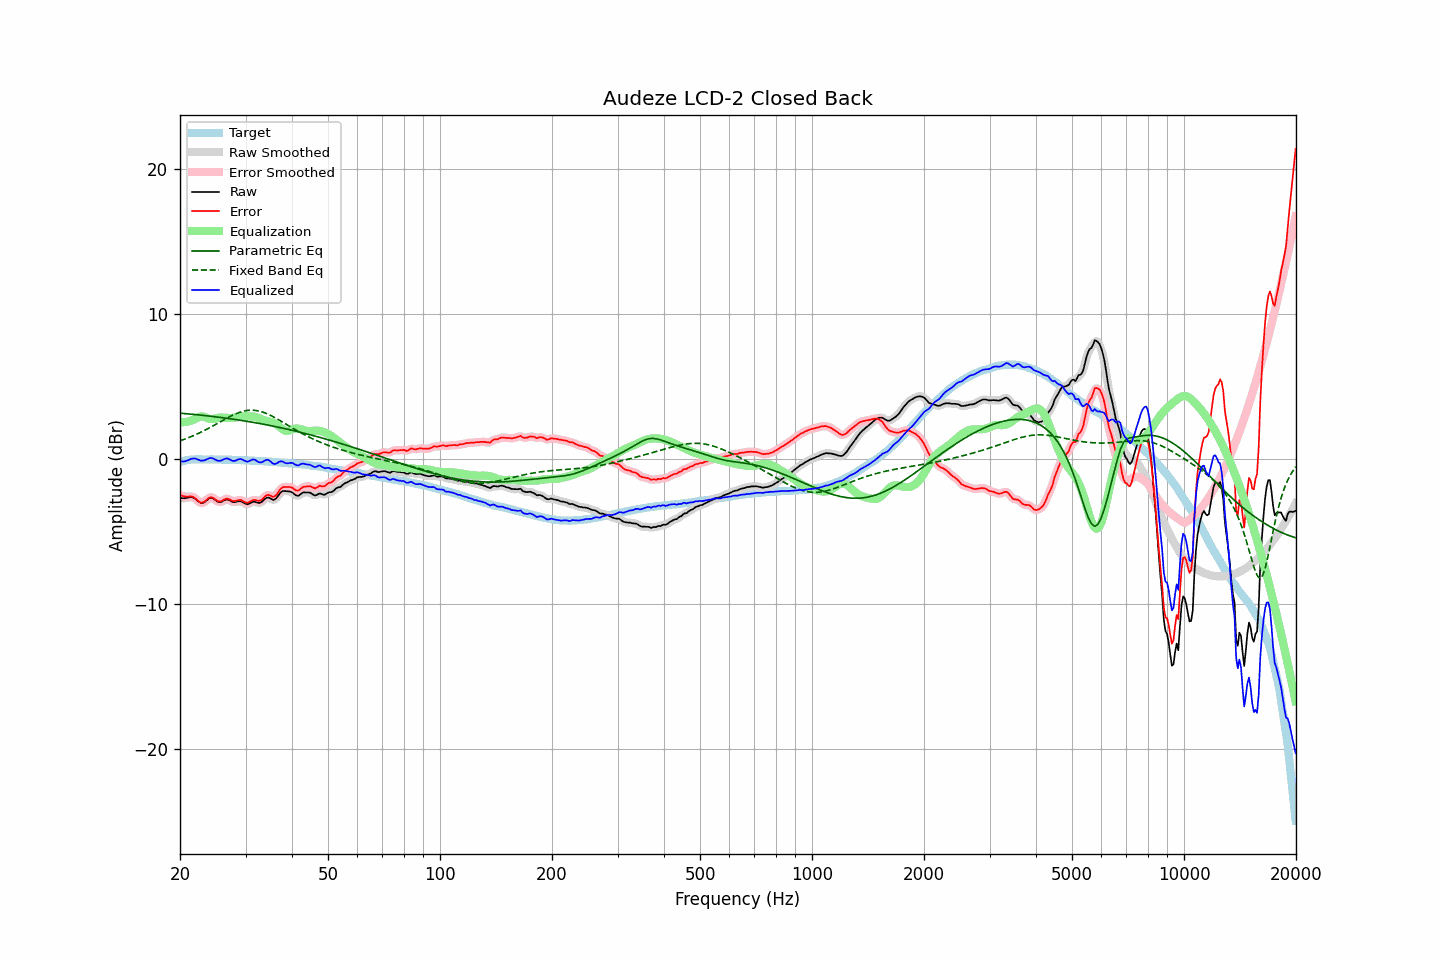 Audeze LCD-2 Closed Back
Target
Raw Smoothed
Error Smoothed
Raw
Error
Equalization
Parametric Eq
Fixed Band Eq
Equalized
20
10
0
−10
−20
Amplitude (dBr)
20 50 100 200 500 1000 2000 5000 10000 20000
Frequency (Hz)